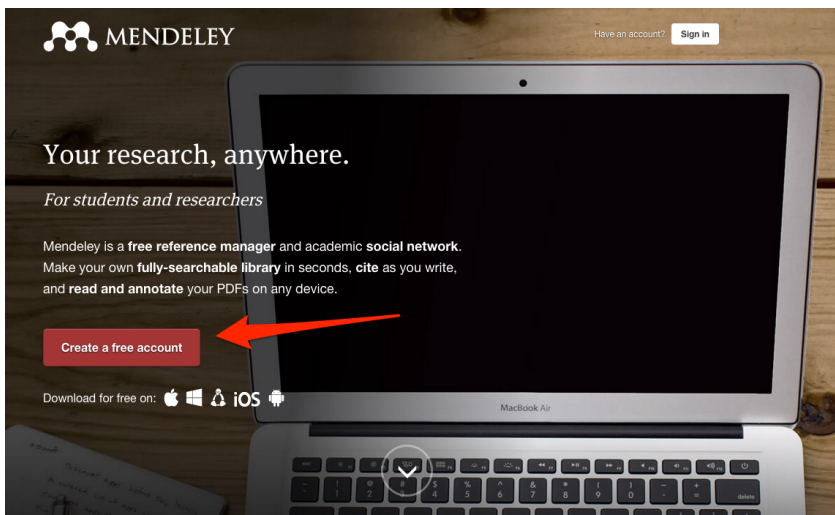 MENDELEY
Have an account? Sign in
Your research, anywhere.
For students and researchers
Mendeley is a free reference manager and academic social network.
Make your own fully-searchable library in seconds, cite as you write,
and read and annotate your PDFs on any device.
Create a free account
Download for free on: iOS
MacBook Air
delete